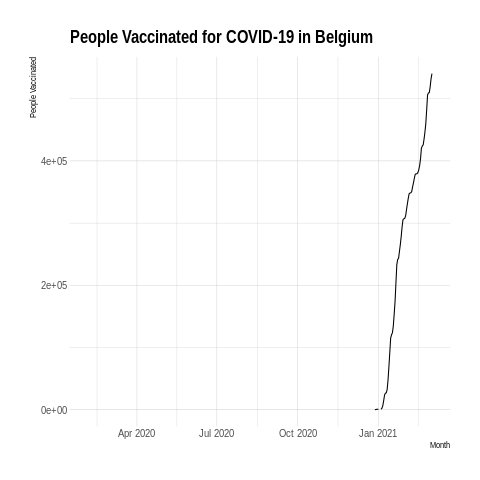 People Vaccinated for COVID-19 in Belgium
People Vaccinated
4e+05
2e+05
0e+00
Apr 2020 Jul 2020 Oct 2020 Jan 2021
Month